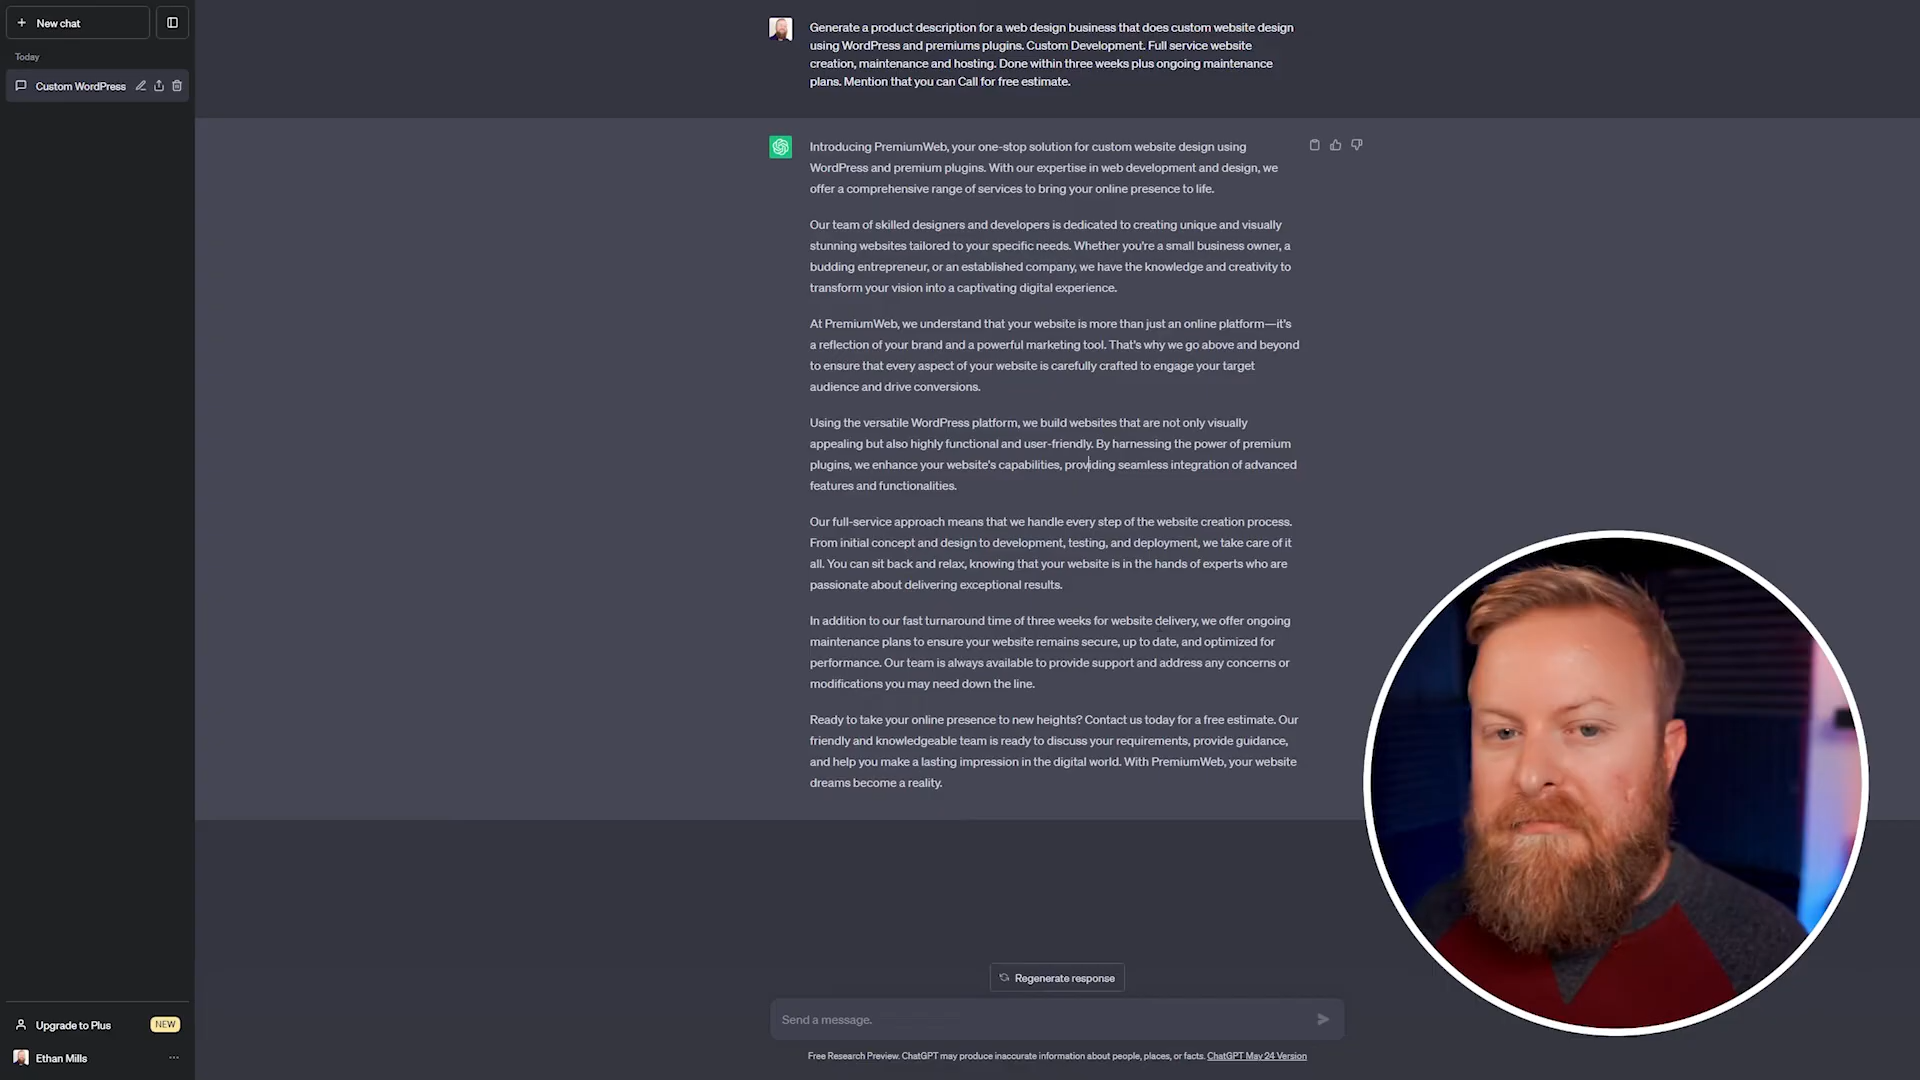 New chat
Today
Custom WordPress
Generate a product description for a web design business that does custom website design
using WordPress and premiums plugins. Custom Development. Full service website
creation, maintenance and hosting. Done within three weeks plus ongoing maintenance
plans. Mention that you can Call for free estimate.
Introducing PremiumWeb, your one-stop solution for custom website design using
WordPress and premium plugins. With our expertise in web development and design, we
offer a comprehensive range of services to bring your online presence to life.
Our team of skilled designers and developers is dedicated to creating unique and visually
stunning websites tailored to your specific needs. Whether you're a small business owner, a
budding entrepreneur, or an established company, we have the knowledge and creativity to
transform your vision into a captivating digital experience.
At PremiumWeb, we understand that your website is more than just an online platform—it's
a reflection of your brand and a powerful marketing tool. That's why we go above and beyond
to ensure that every aspect of your website is carefully crafted to engage your target
audience and drive conversions.
Using the versatile WordPress platform, we build websites that are not only visually
appealing but also highly functional and user-friendly. By harnessing the power of premium
plugins, we enhance your website's capabilities, providing seamless integration of advanced
features and functionalities.
Our full-service approach means that we handle every step of the website creation process.
From initial concept and design to development, testing, and deployment, we take care of it
all. You can sit back and relax, knowing that your website is in the hands of experts who are
passionate about delivering exceptional results.
In addition to our fast turnaround time of three weeks for website delivery, we offer ongoing
maintenance plans to ensure your website remains secure, up to date, and optimized for
performance. Our team is always available to provide support and address any concerns or
modifications you may need down the line.
Ready to take your online presence to new heights? Contact us today for a free estimate. Our
friendly and knowledgeable team is ready to discuss your requirements, provide guidance,
and help you make a lasting impression in the digital world. With PremiumWeb, your website
dreams become a reality.
Regenerate response
Send a message.
Free Research Preview. ChatGPT may produce inaccurate information about people, places, or facts. ChatGPT May 24 Version
Upgrade to Plus NEW
Ethan Mills